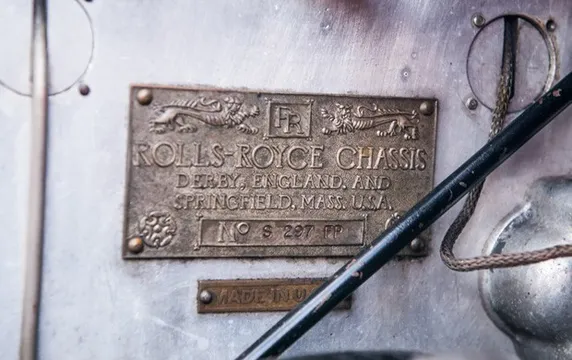 RR
ROLLS-ROYCE CHASSIS
DERBY, ENGLAND, AND
SPRINGFIELD, MASS. U.S.A.
No S 297 FP
MADE IN